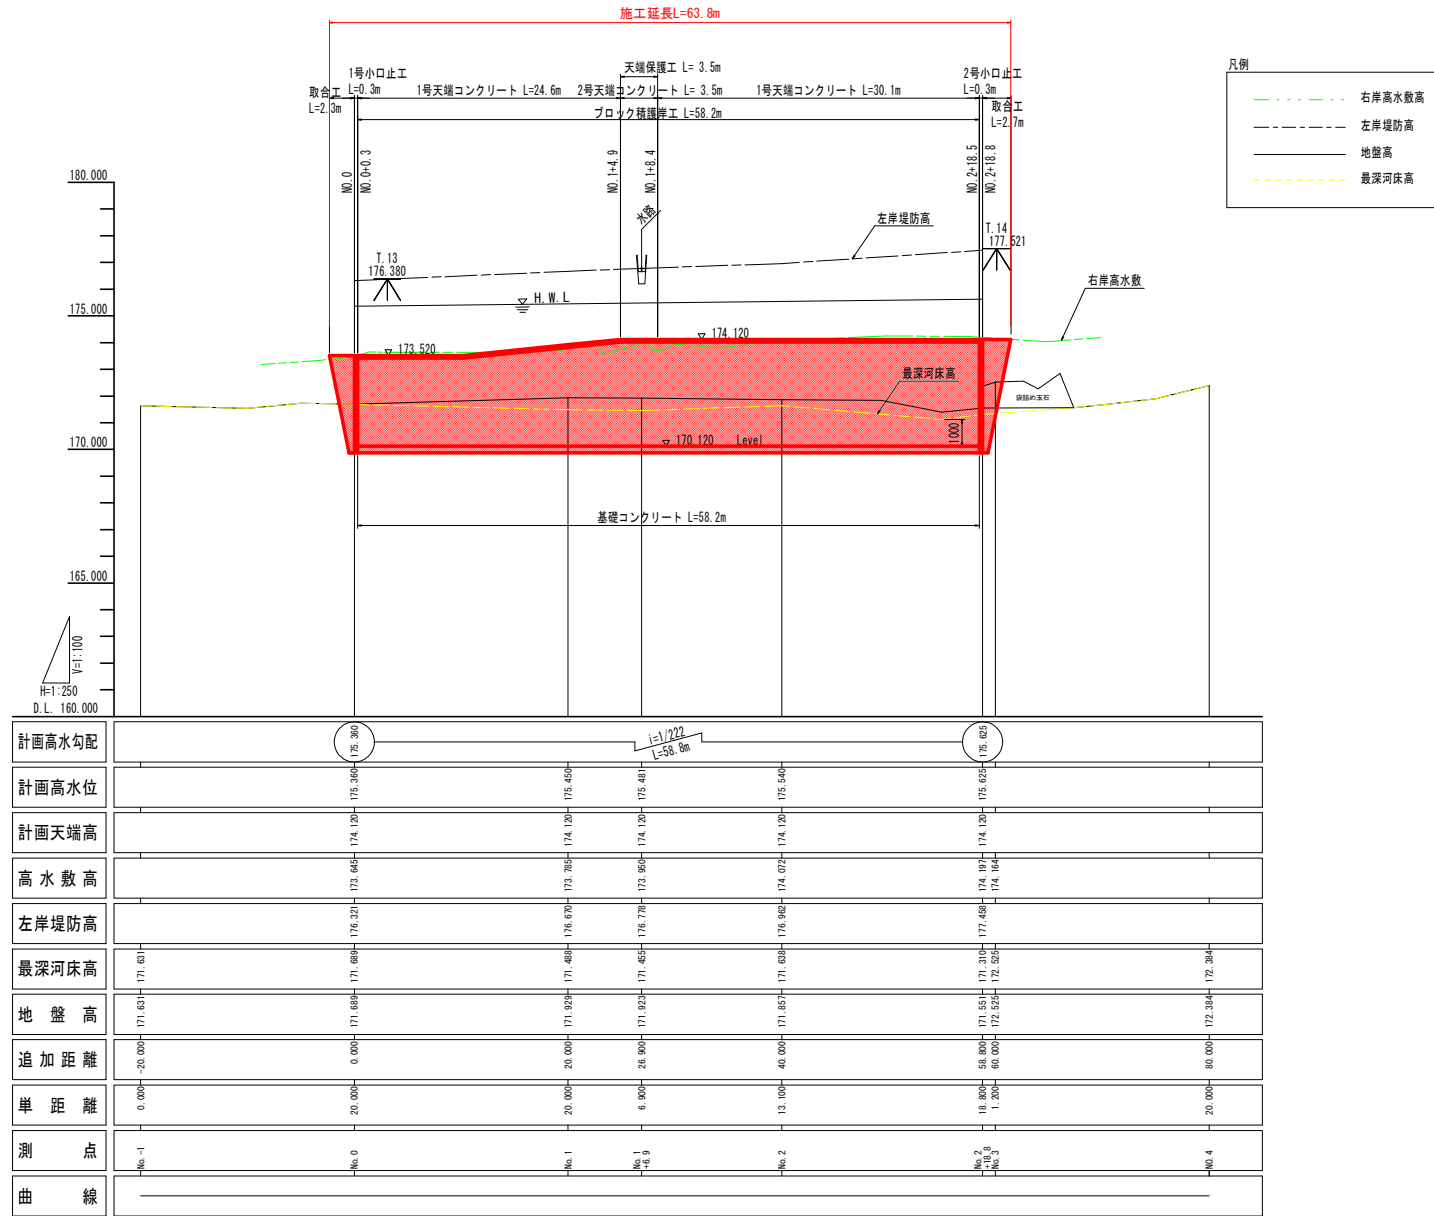 施工延長L=63.8m
天端保護工 L= 3.5m
1号小口止工
L=0.3m
2号小口止工
L=0.3m
取合工
L=2.3m
1号天端コンクリート L=24.6m
2号天端コンクリート L= 3.5m
1号天端コンクリート L=30.1m
取合工
L=2.7m
ブロック積護岸工 L=58.2m
NO.0
NO.0+0.3
NO.1+4.9
NO.1+8.4
NO.2+18.5
NO.2+18.8
凡例
右岸高水敷高
左岸堤防高
地盤高
最深河床高
180.000
175.000
170.000
165.000
水路
左岸堤防高
T.13
176.380
T.14
177.521
H.W.L
右岸高水敷
173.520
174.120
最深河床高
袋詰め玉石
1000
170.120 Level
基礎コンクリート L=58.2m
V=1:100
H=1:250
D.L. 160.000
計画高水勾配 175.360 i=1/222 L=58.8m 175.625
計画高水位 175.360 175.450 175.481 175.540 175.625
計画天端高 174.120 174.120 174.120 174.120 174.120
高水敷高 173.645 173.785 173.950 174.072 174.197 174.164
左岸堤防高 176.321 176.670 176.778 176.962 177.458
最深河床高 171.631 171.689 171.488 171.455 171.638 171.310 172.525 172.384
地盤高 171.631 171.689 171.929 171.923 171.857 171.551 172.525 172.384
追加距離 -20.000 0.000 20.000 26.900 40.000 58.800 60.000 80.000
単距離 0.000 20.000 20.000 6.900 13.100 18.800 1.200 20.000
測点 No.-1 No.0 No.1 No.1 +6.9 No.2 No.2 +18.8 No.3 NO.4
曲線